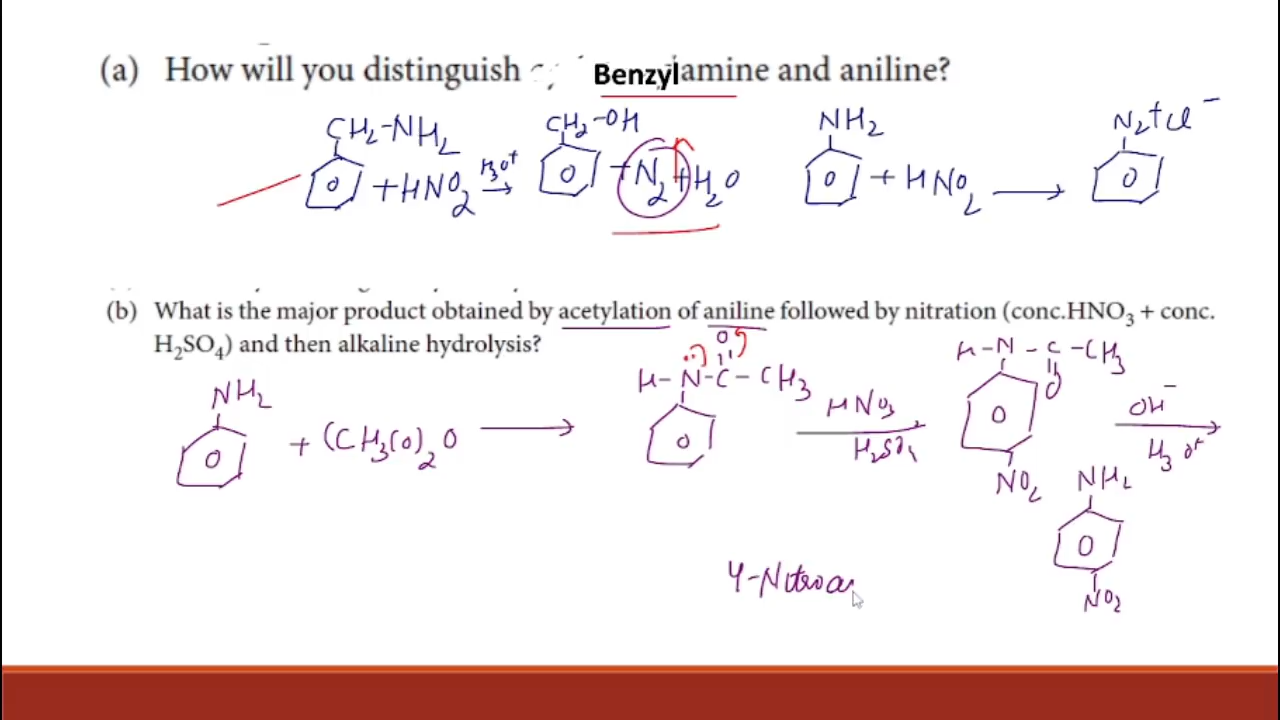 (a) How will you distinguish Benzylamine and aniline?
CH2-NH2 + HNO2 H3O+ → CH2-OH + N2 + H2O
NH2 + HNO2 → N2+Cl-
(b) What is the major product obtained by acetylation of aniline followed by nitration (conc.HNO3 + conc.
H2SO4) and then alkaline hydrolysis?
NH2 + (CH3CO)2O → H-N-C-CH3 O HNO3 H2SO4 H-N-C-CH3 O NO2 OH- H3O+
NH2
NO2
4-Nitroa